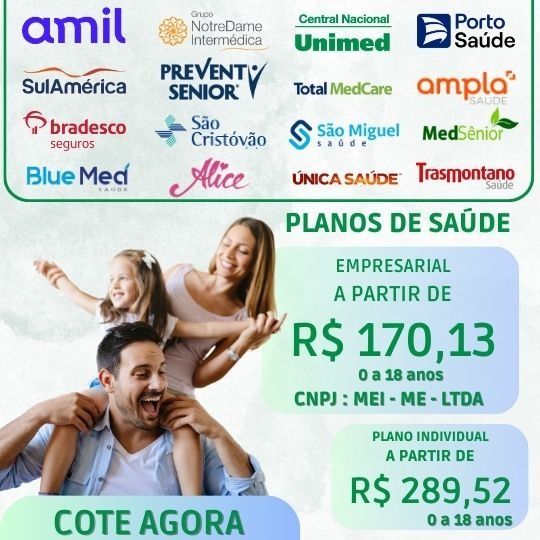 amil
Grupo
NotreDame
Intermédica
Central Nacional
Unimed
Porto
Saúde
SulAmérica
PREVENT
SENIOR
Total MedCare
ampla
SAÚDE
bradesco
seguros
São
Cristóvão
São Miguel
saúde
MedSênior
Blue Med
SAÚDE
Alice
ÚNICA SAÚDE
Trasmontano
Saúde
PLANOS DE SAÚDE
EMPRESARIAL
A PARTIR DE
R$ 170,13
0 a 18 anos
CNPJ : MEI - ME - LTDA
PLANO INDIVIDUAL
A PARTIR DE
R$ 289,52
0 a 18 anos
COTE AGORA